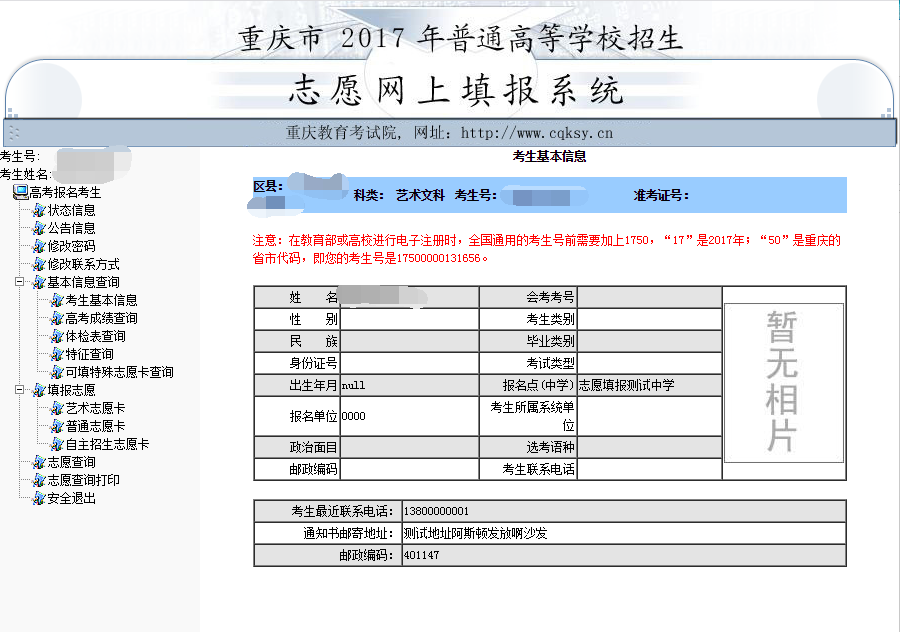 重庆市 2017 年普通高等学校招生
志愿网上填报系统
重庆教育考试院, 网址: http://www.cqksy.cn
考生号:
考生姓名:
高考报名考生
状态信息
公告信息
修改密码
修改联系方式
基本信息查询
考生基本信息
高考成绩查询
体检表查询
特征查询
可填特殊志愿卡查询
填报志愿
艺术志愿卡
普通志愿卡
自主招生志愿卡
志愿查询
志愿查询打印
安全退出
考生基本信息
区县: 科类: 艺术文科 考生号: 准考证号:
注意: 在教育部或高校进行电子注册时, 全国通用的考生号前需要加上1750, “17”是2017年; “50”是重庆的
省市代码, 即您的考生号是17500000131656。
姓 名 会考考号
性 别 考生类别
民 族 毕业类别
身份证号 考试类型
出生年月 null 报名点(中学) 志愿填报测试中学
报名单位 0000 考生所属系统单
位
政治面目 选考语种
邮政编码 考生联系电话
暂无相片
考生最近联系电话: 13800000001
通知书邮寄地址: 测试地址阿斯顿发放啊沙发
邮政编码: 401147